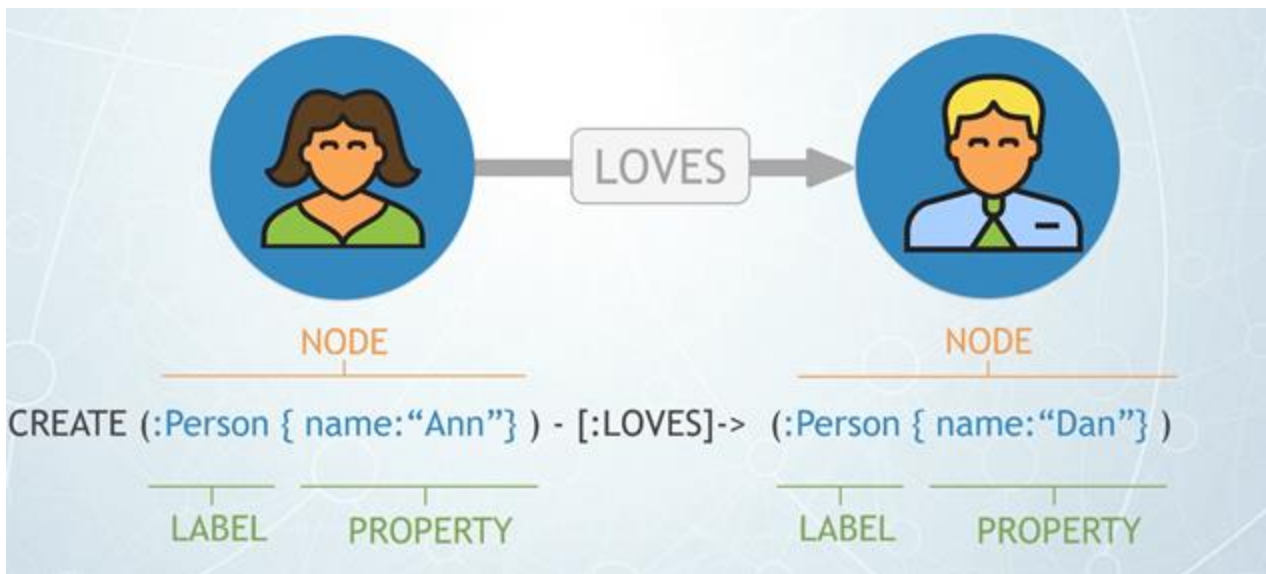 LOVES
NODE NODE
CREATE (:Person { name:“Ann”} ) - [:LOVES]-> (:Person { name:“Dan”} )
LABEL PROPERTY LABEL PROPERTY